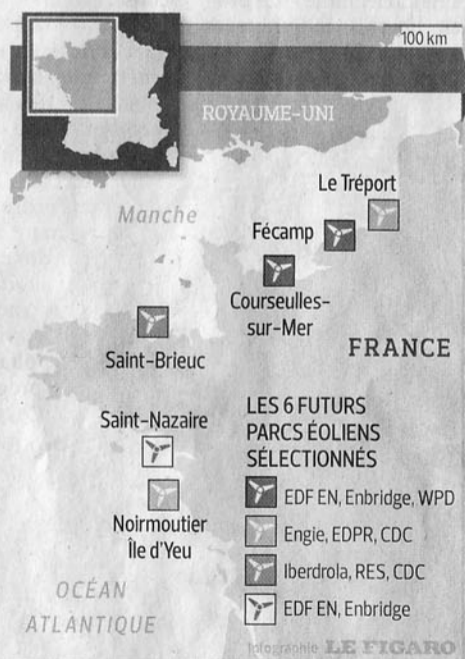 100 km
ROYAUME-UNI
Le Tréport
Manche
Fécamp
Courseulles-
sur-Mer
FRANCE
Saint-Brieuc
Saint-Nazaire
Noirmoutier
Île d'Yeu
OCÉAN
ATLANTIQUE
LES 6 FUTURS
PARCS ÉOLIENS
SÉLECTIONNÉS
EDF EN, Enbridge, WPD
Engie, EDPR, CDC
Iberdrola, RES, CDC
EDF EN, Enbridge
Infographie LE FIGARO